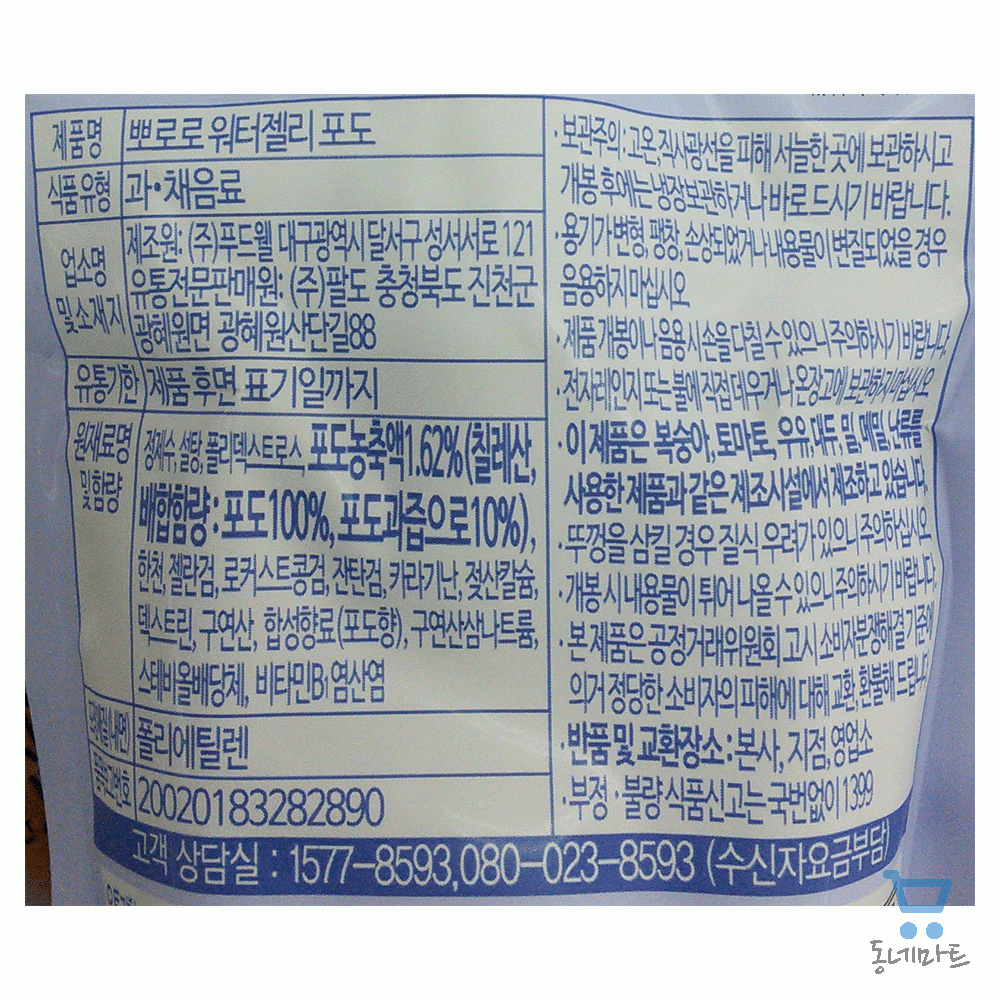 제품명 뽀로로 워터젤리 포도
식품유형 과•채음료
업소명 및 소재지
제조원: (주)푸드웰 대구광역시 달서구 성서서로 121
유통전문판매원: (주)팔도 충청북도 진천군
광혜원면 광혜원산단길88
유통기한 제품 후면 표기일까지
원재료명 및 함량
정제수, 설탕, 폴리덱스트로스, 포도농축액1.62%(칠레산,
배합함량 : 포도100%, 포도과즙으로10%),
한천, 젤란검, 로커스트콩검, 잔탄검, 카라기난, 젖산칼슘,
덱스트린, 구연산, 합성향료(포도향), 구연산삼나트륨,
스테비올배당체, 비타민B₁염산염
(내면) 폴리에틸렌
20020183282890
·보관주의 : 고온,직사광선을 피해 서늘한 곳에 보관하시고
개봉 후에는 냉장보관하거나 바로 드시기 바랍니다.
·용기가 변형, 팽창, 손상되었거나 내용물이 변질되었을 경우
음용하지 마십시오
·제품 개봉이나 음용 시 손을 다칠 수 있으니 주의하시기 바랍니다.
·전자레인지 또는 불에 직접 데우거나 온장고에 보관하지 마십시오
·이 제품은 복숭아, 토마토, 우유, 대두, 밀, 메밀, 난류를
사용한 제품과 같은 제조시설에서 제조하고 있습니다.
·뚜껑을 삼킬 경우 질식 우려가 있으니 주의하십시오.
·개봉 시 내용물이 튀어 나올 수 있으니 주의하시기 바랍니다.
·본 제품은 공정거래위원회 고시 소비자분쟁해결 기준에
의거 정당한 소비자의 피해에 대해 교환, 환불해 드립니다
·반품 및 교환장소 : 본사, 지점, 영업소
·부정 · 불량 식품신고는 국번없이 1399
고객 상담실 : 1577-8593,080-023-8593 (수신자요금부담)
동네마트